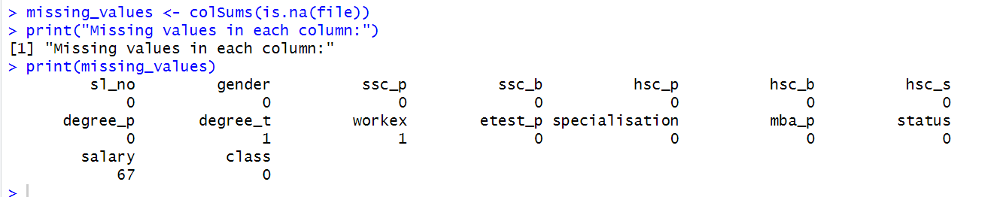 > missing_values <- colSums(is.na(file))
> print("Missing values in each column:")
[1] "Missing values in each column:"
> print(missing_values)
sl_no gender ssc_p ssc_b hsc_p hsc_b hsc_s
0 0 0 0 0 0 0
degree_p degree_t workex etest_p specialisation mba_p status
0 1 1 0 0 0 0
salary class
67 0
>